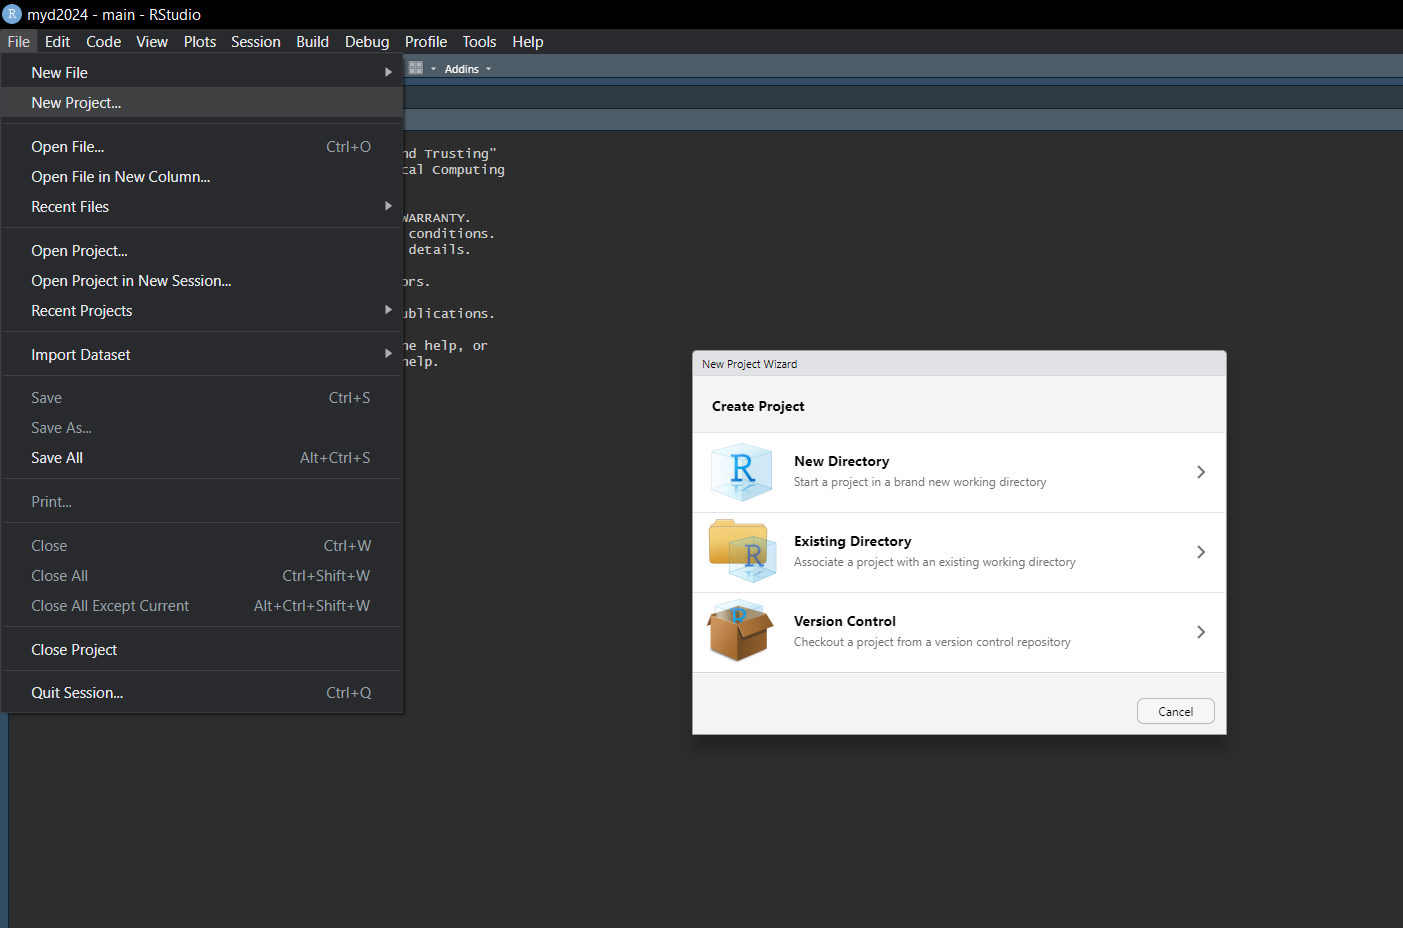 myd2024 - main - RStudio
File Edit Code View Plots Session Build Debug Profile Tools Help
Addins
New File
New Project...
Open File... Ctrl+O
Open File in New Column...
Recent Files
Open Project...
Open Project in New Session...
Recent Projects
Import Dataset
Save Ctrl+S
Save As...
Save All Alt+Ctrl+S
Print...
Close Ctrl+W
Close All Ctrl+Shift+W
Close All Except Current Alt+Ctrl+Shift+W
Close Project
Quit Session... Ctrl+Q
nd Trusting"
cal Computing
WARRANTY.
conditions.
details.
ors.
ublications.
ne help, or
help.
New Project Wizard
Create Project
R
New Directory
Start a project in a brand new working directory
R
Existing Directory
Associate a project with an existing working directory
Version Control
Checkout a project from a version control repository
Cancel